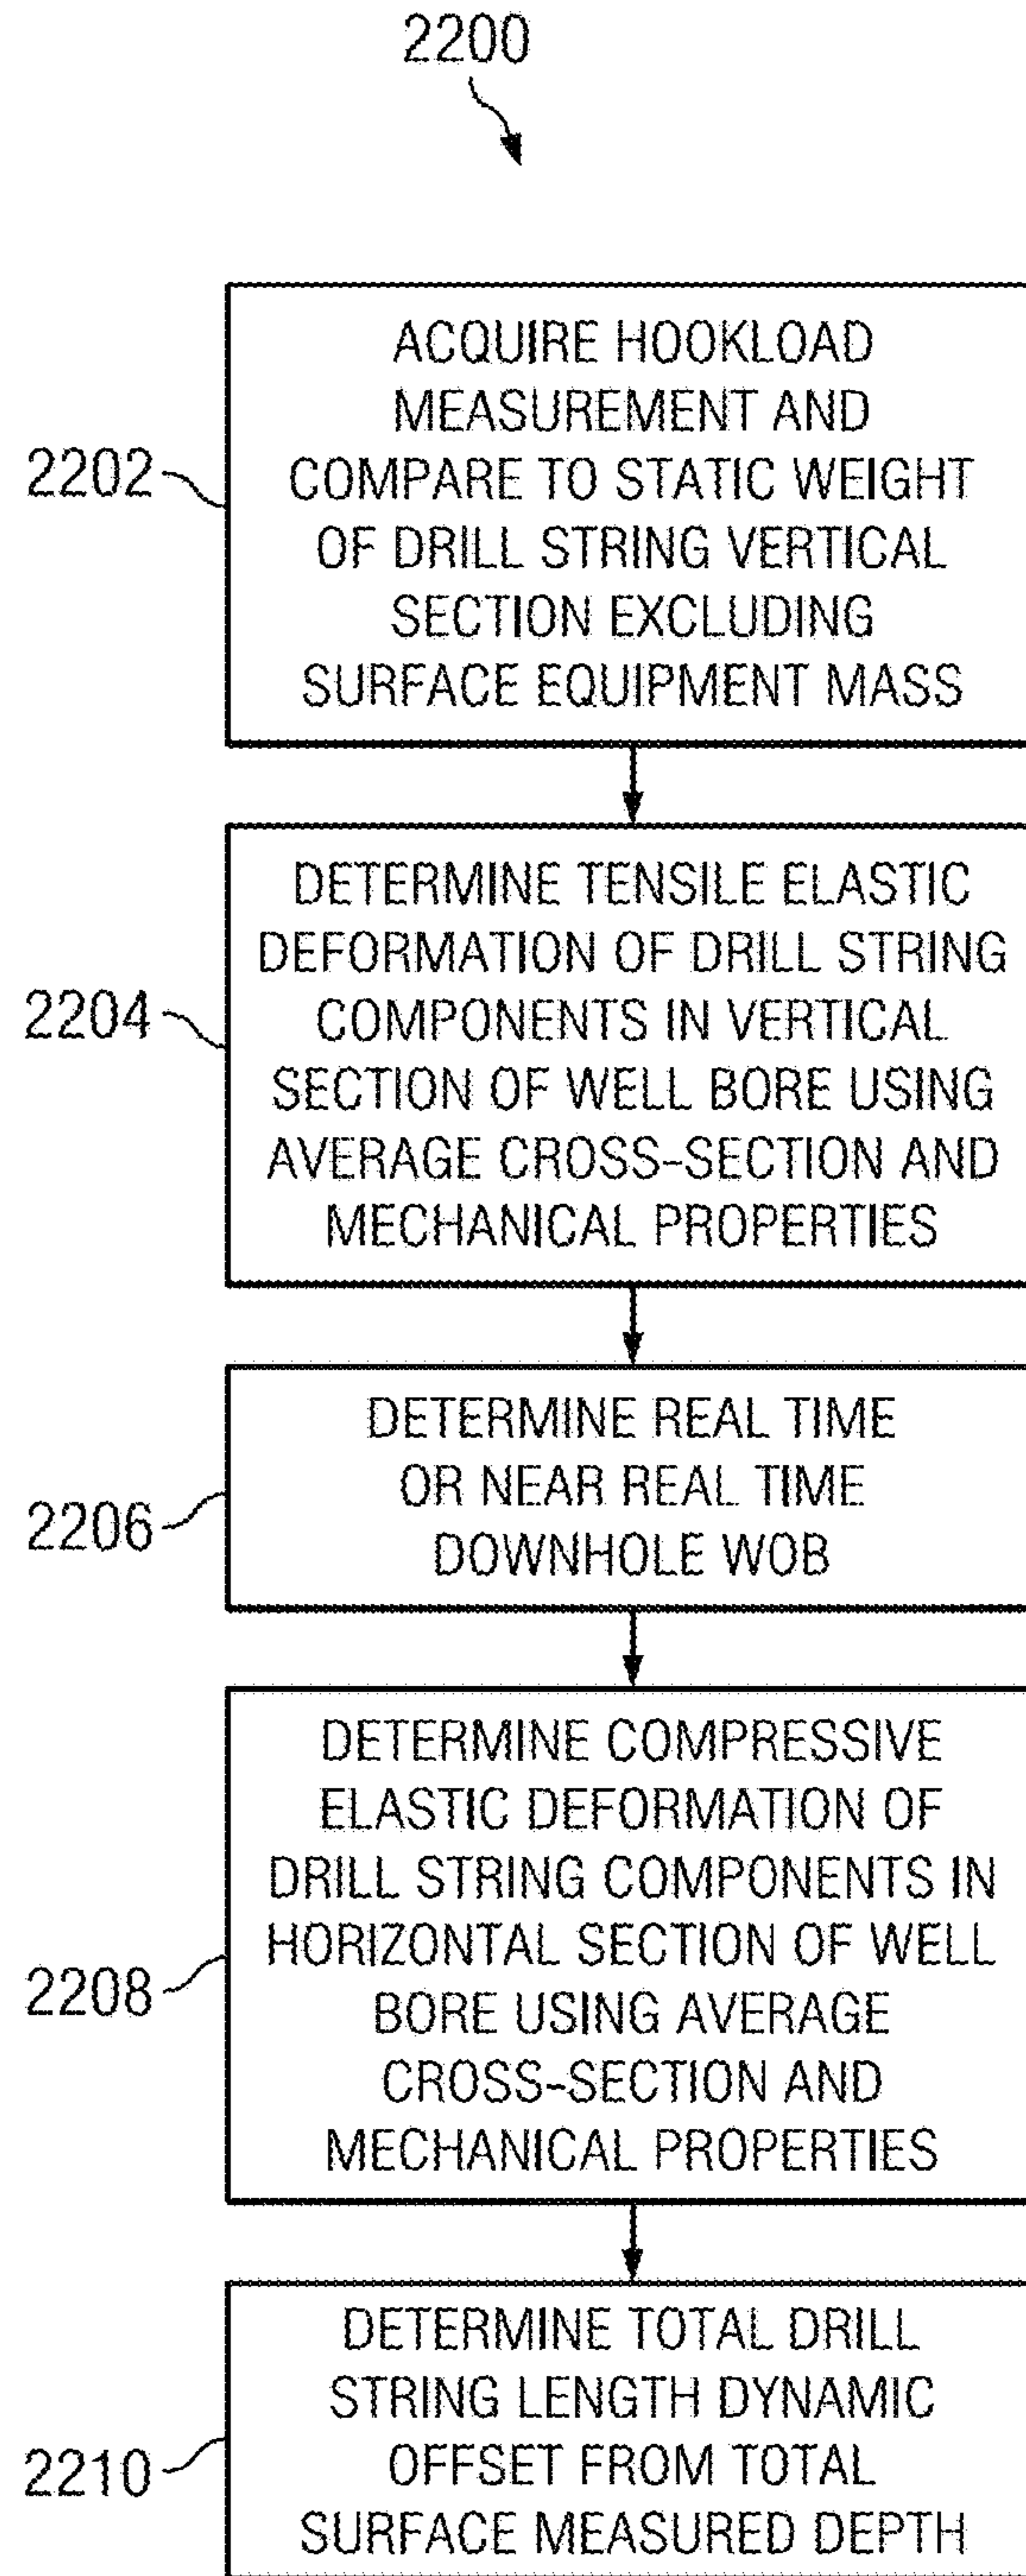 2200
2202
ACQUIRE HOOKLOAD
MEASUREMENT AND
COMPARE TO STATIC WEIGHT
OF DRILL STRING VERTICAL
SECTION EXCLUDING
SURFACE EQUIPMENT MASS
2204
DETERMINE TENSILE ELASTIC
DEFORMATION OF DRILL STRING
COMPONENTS IN VERTICAL
SECTION OF WELL BORE USING
AVERAGE CROSS-SECTION AND
MECHANICAL PROPERTIES
2206
DETERMINE REAL TIME
OR NEAR REAL TIME
DOWNHOLE WOB
2208
DETERMINE COMPRESSIVE
ELASTIC DEFORMATION OF
DRILL STRING COMPONENTS IN
HORIZONTAL SECTION OF WELL
BORE USING AVERAGE
CROSS-SECTION AND
MECHANICAL PROPERTIES
2210
DETERMINE TOTAL DRILL
STRING LENGTH DYNAMIC
OFFSET FROM TOTAL
SURFACE MEASURED DEPTH